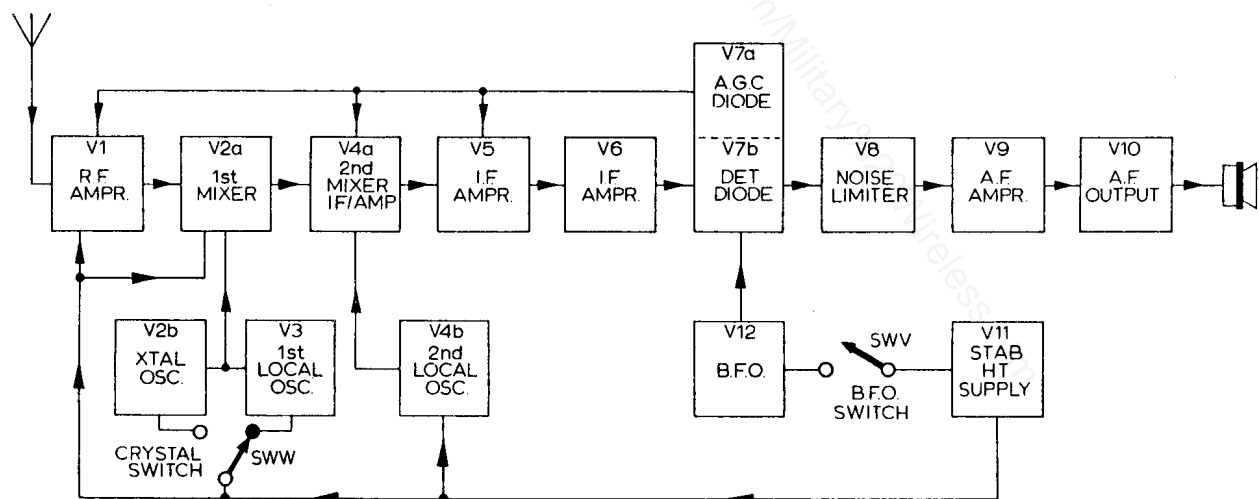 V7a
A.G.C
DIODE
V1
R.F.
AMPR.
V2a
1st
MIXER
V4a
2nd
MIXER
IF/AMP
V5
I.F
AMPR.
V6
I.F
AMPR.
V7b
DET
DIODE
V8
NOISE
LIMITER
V9
A.F
AMPR.
V10
A.F
OUTPUT
V2b
XTAL
OSC.
V3
1st
LOCAL
OSC.
V4b
2nd
LOCAL
OSC.
V12
B.F.O.
SWV
B.F.O.
SWITCH
V11
STAB
HT
SUPPLY
CRYSTAL
SWITCH
SWW